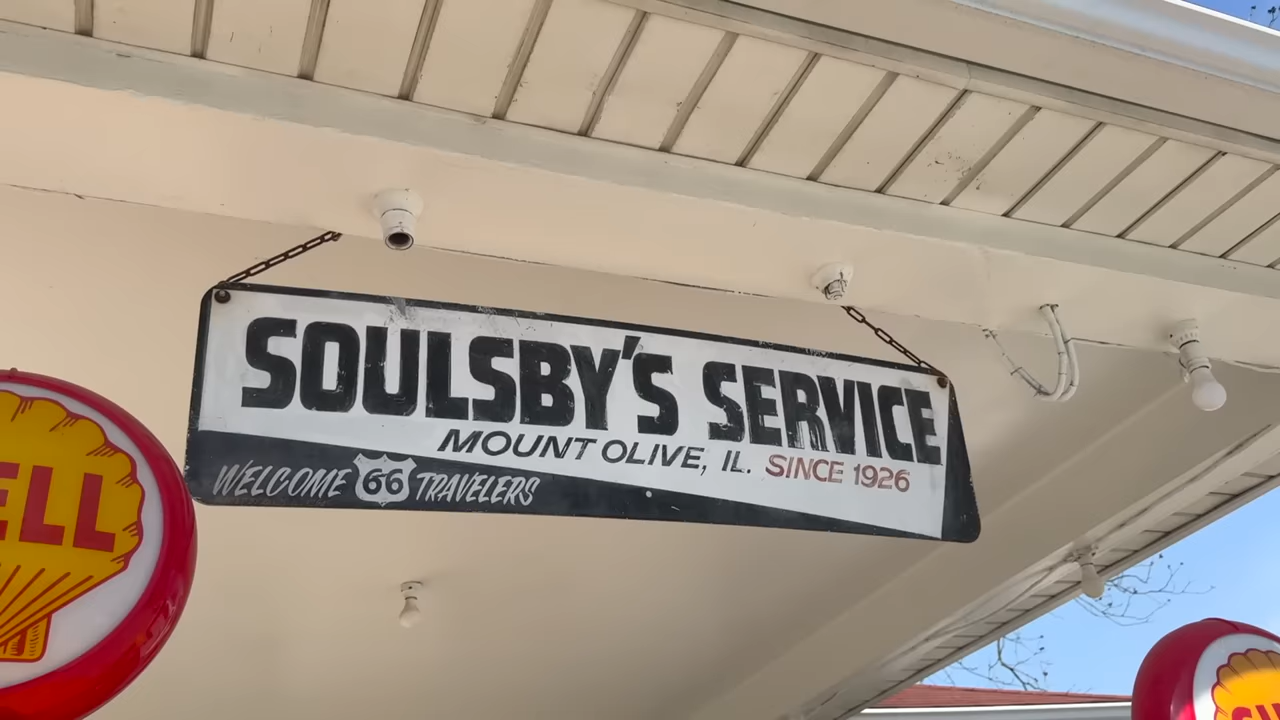 SOULSBY'S SERVICE
MOUNT OLIVE, IL. SINCE 1926
WELCOME 66 TRAVELERS
ELL